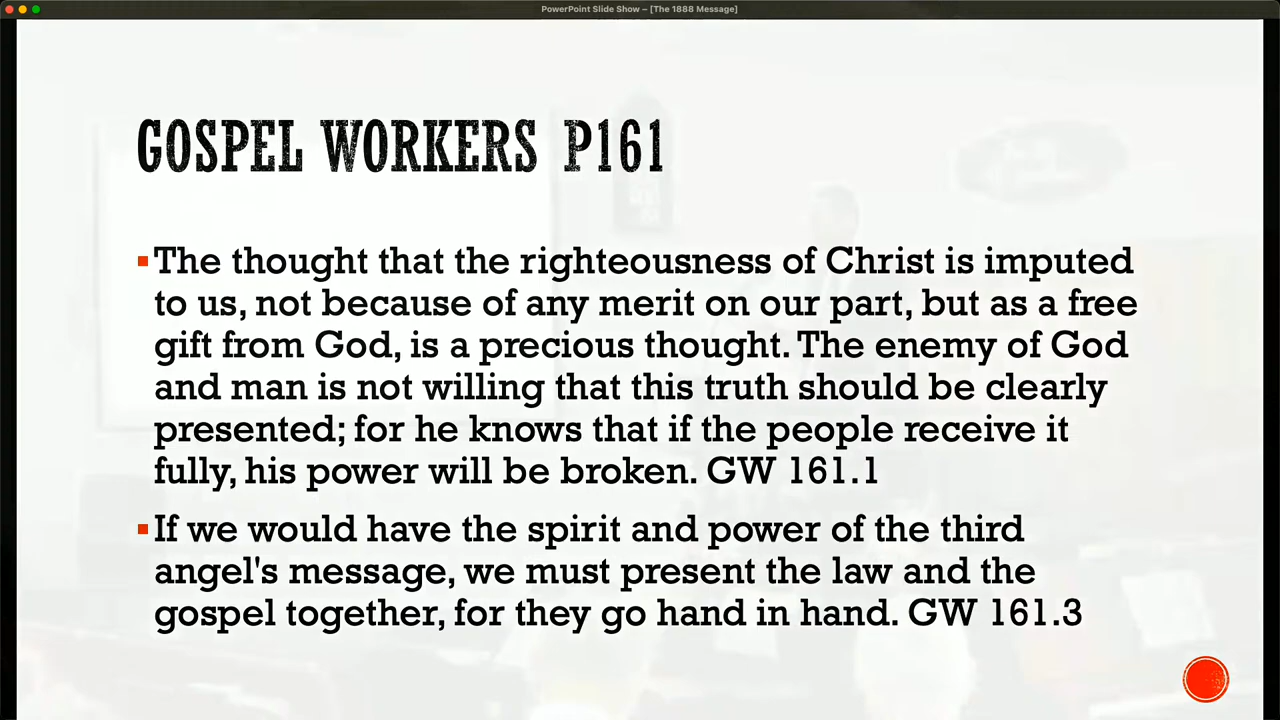 PowerPoint Slide Show – [The 1888 Message]
GOSPEL WORKERS P161
The thought that the righteousness of Christ is imputed
to us, not because of any merit on our part, but as a free
gift from God, is a precious thought. The enemy of God
and man is not willing that this truth should be clearly
presented; for he knows that if the people receive it
fully, his power will be broken. GW 161.1
If we would have the spirit and power of the third
angel's message, we must present the law and the
gospel together, for they go hand in hand. GW 161.3